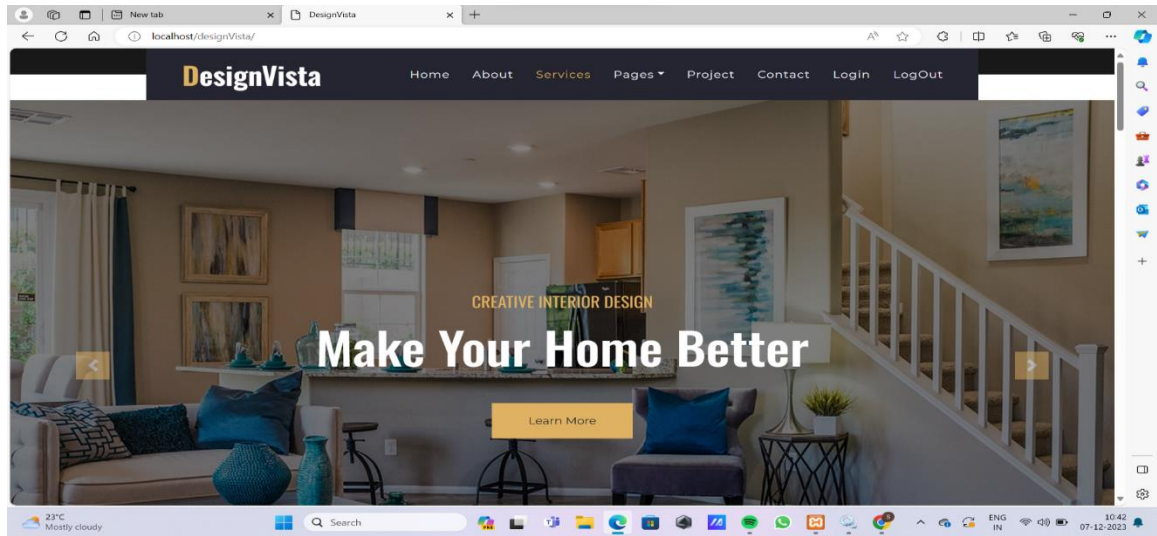 New tab
DesignVista
localhost/designVista/
DesignVista
Home About Services Pages Project Contact Login LogOut
CREATIVE INTERIOR DESIGN
Make Your Home Better
Learn More
23°C
Mostly cloudy
Search
ENG
IN
10:42
07-12-2023